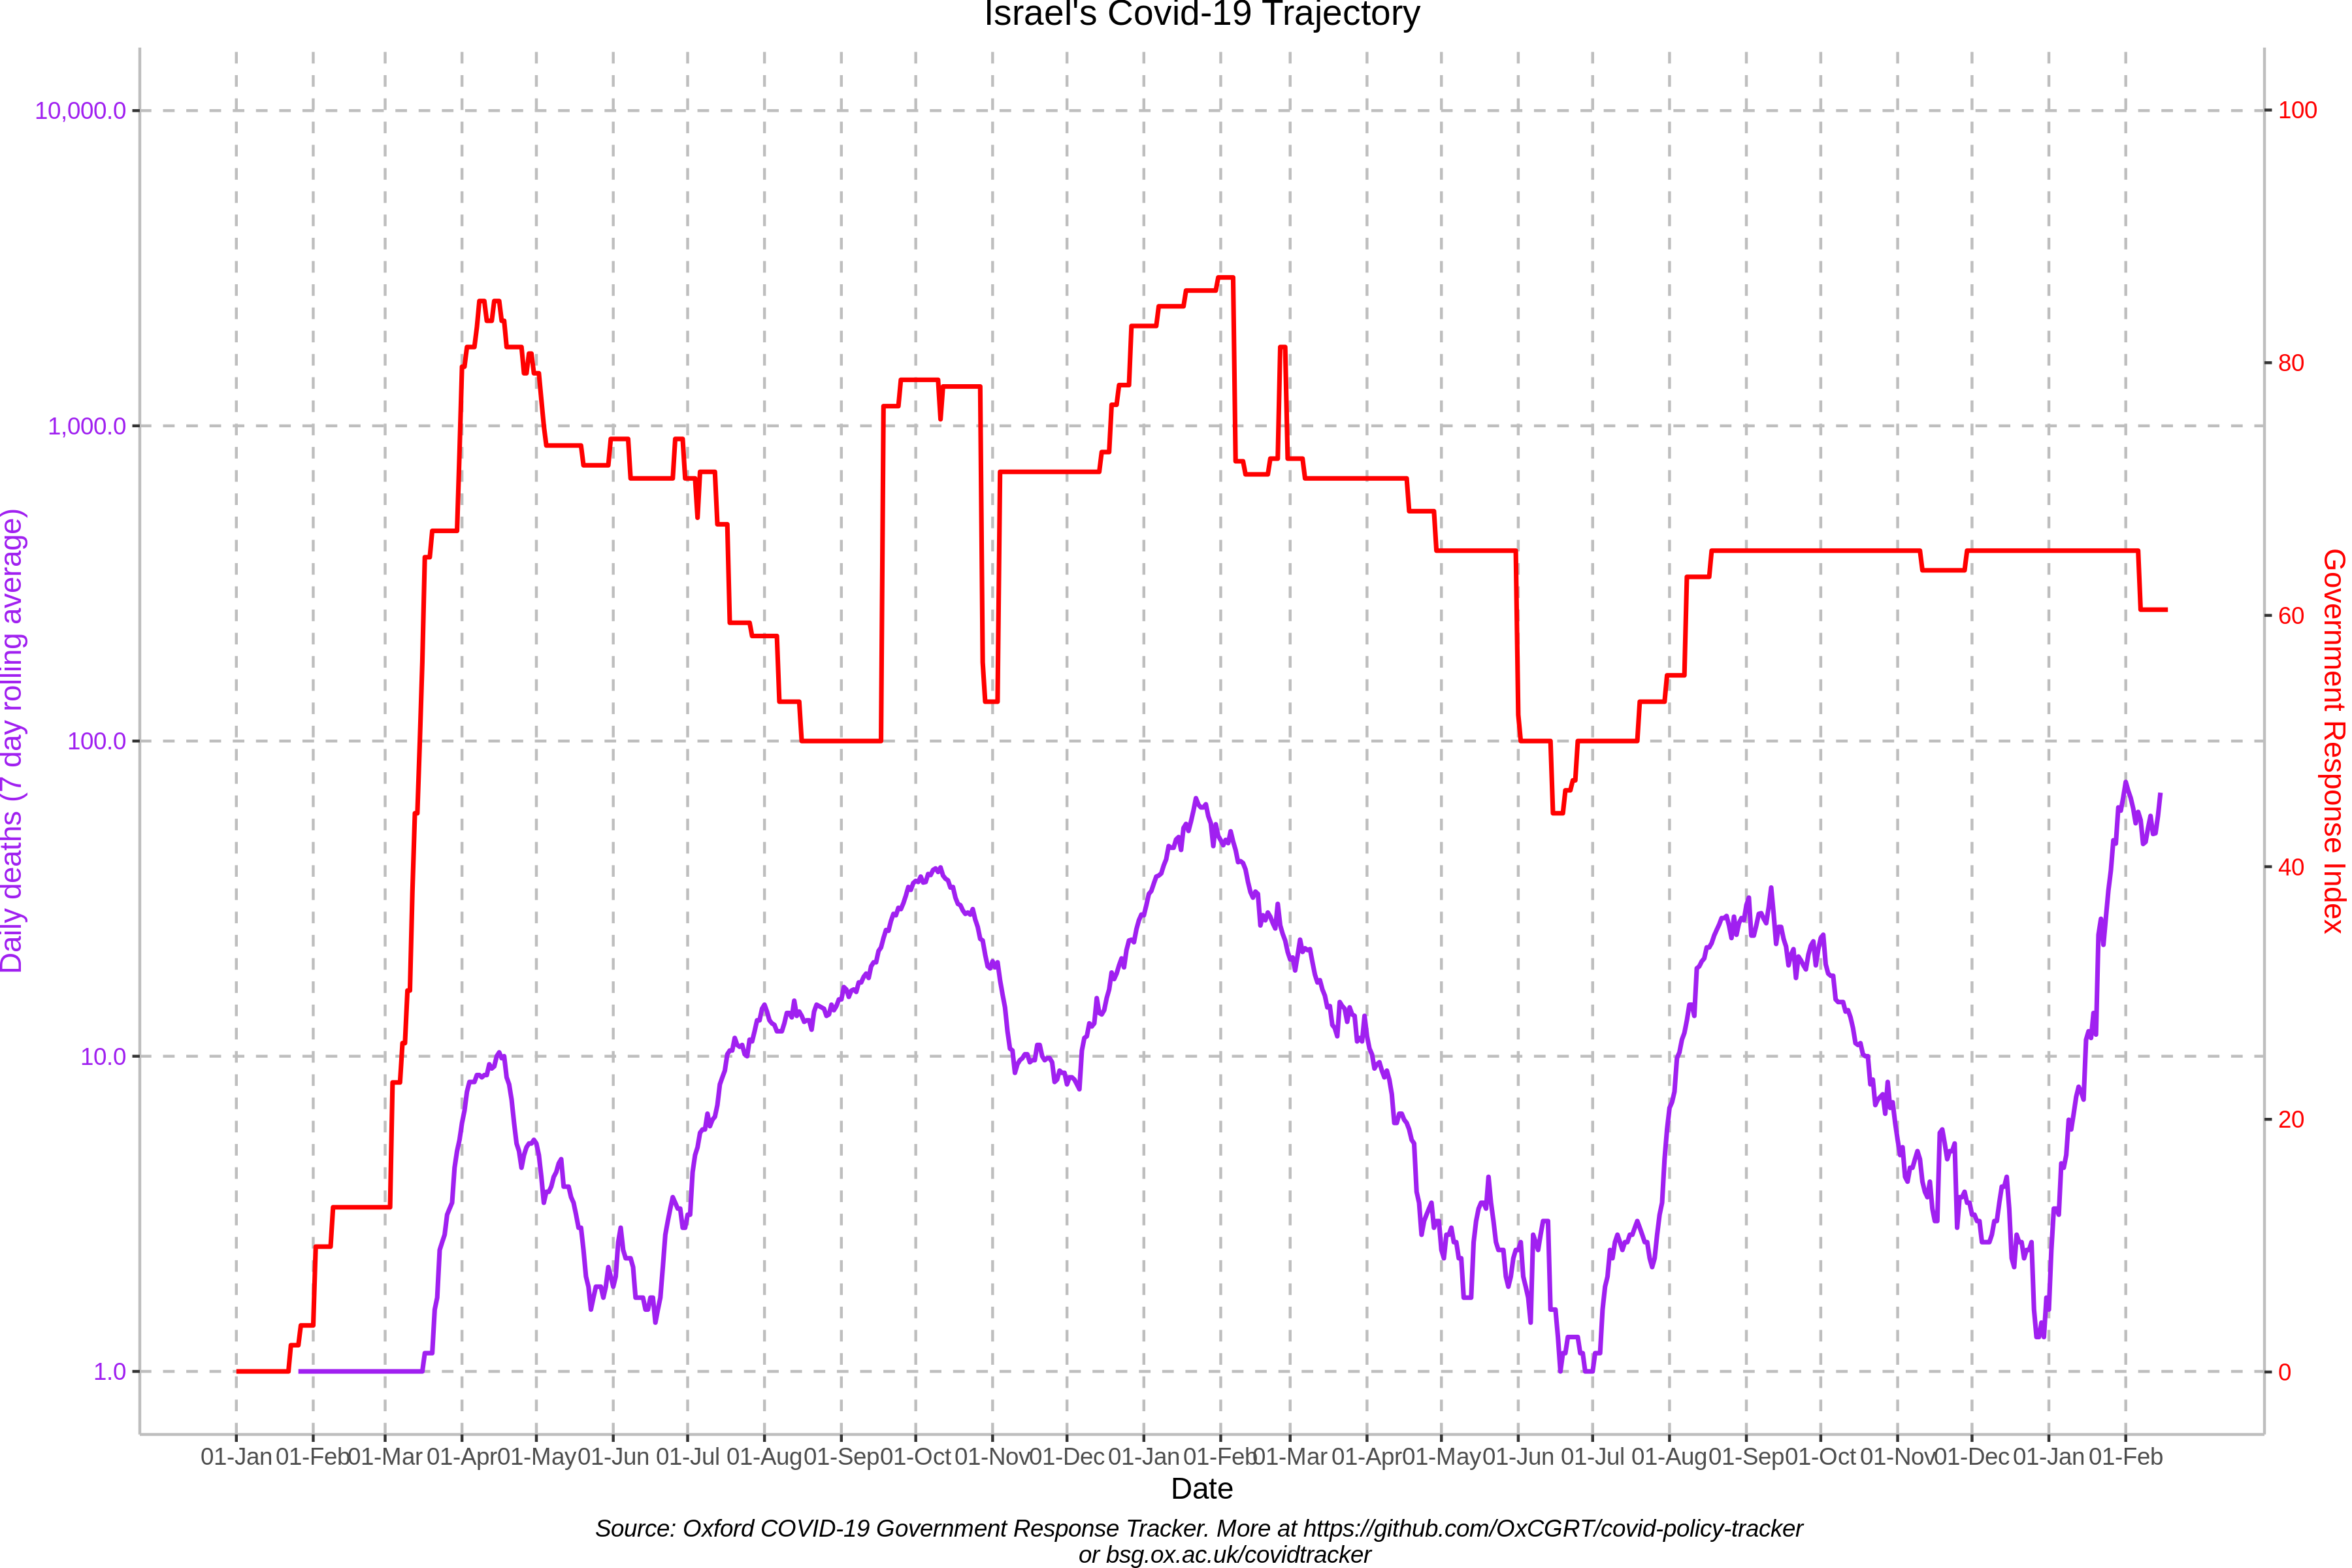 Israel's Covid-19 Trajectory
10,000.0
1,000.0
100.0
10.0
1.0
Daily deaths (7 day rolling average)
100
80
60
40
20
0
Government Response Index
01-Jan 01-Feb 01-Mar 01-Apr 01-May 01-Jun 01-Jul 01-Aug 01-Sep 01-Oct 01-Nov 01-Dec 01-Jan 01-Feb 01-Mar 01-Apr 01-May 01-Jun 01-Jul 01-Aug 01-Sep 01-Oct 01-Nov 01-Dec 01-Jan 01-Feb
Date
Source: Oxford COVID-19 Government Response Tracker. More at https://github.com/OxCGRT/covid-policy-tracker
or bsg.ox.ac.uk/covidtracker